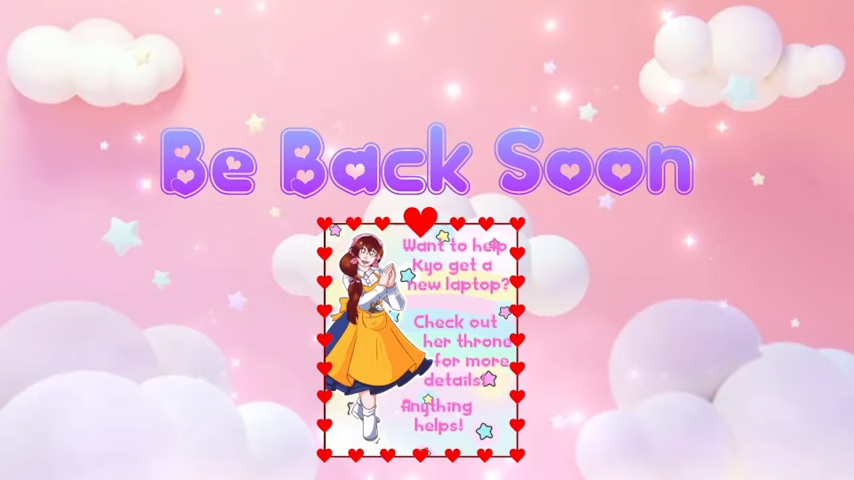 Be Back Soon
Want to help
Kyo get a
new laptop?
Check out
her throne
for more
details
Anything
helps!